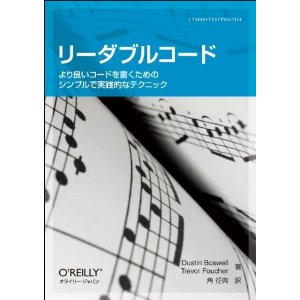 /THEORY/IN/PRACTICE
リーダブルコード
より良いコードを書くための
シンプルで実践的なテクニック
Dustin Boswell 著
Trevor Foucher
角 征典 訳
O'REILLY®
オライリー・ジャパン